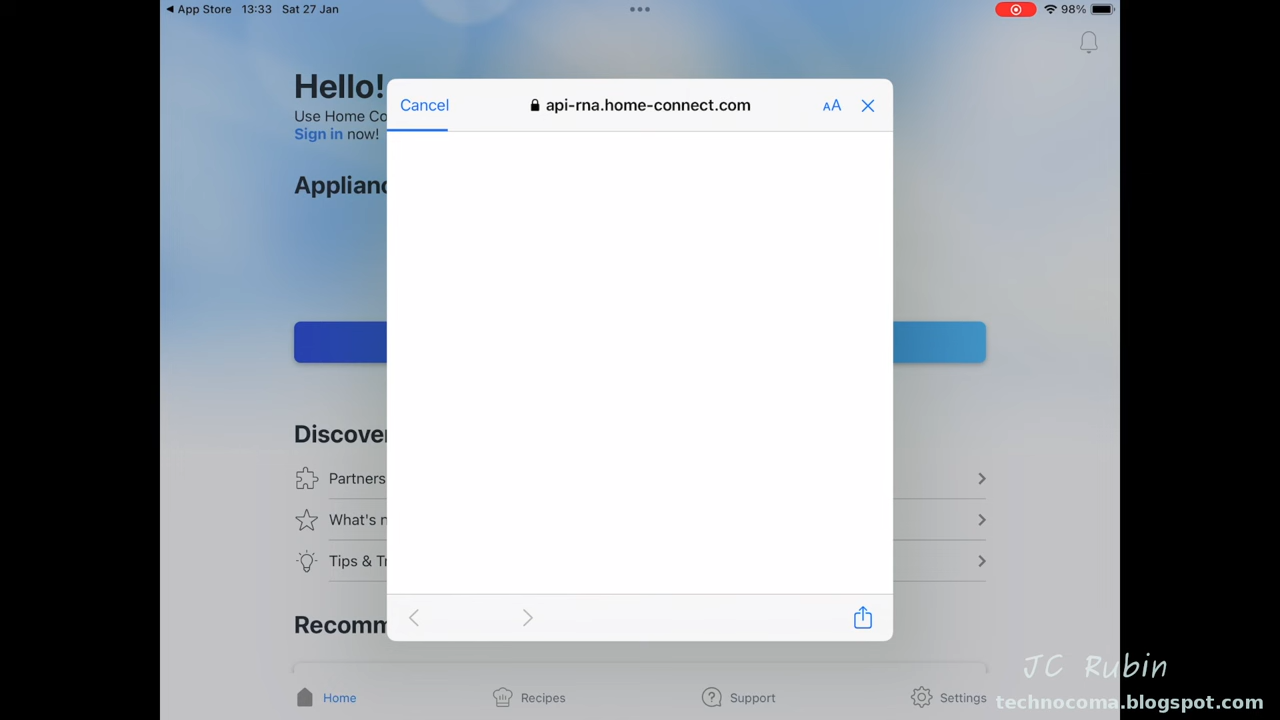 App Store 13:33 Sat 27 Jan
98%
Hello!
Use Home Co
Sign in now!
Applianc
Cancel
api-rna.home-connect.com
AA
Discover
Partners
What's n
Tips & Tr
Recomm
Home
Recipes
Support
Settings
JC Rubin
technocoma.blogspot.com